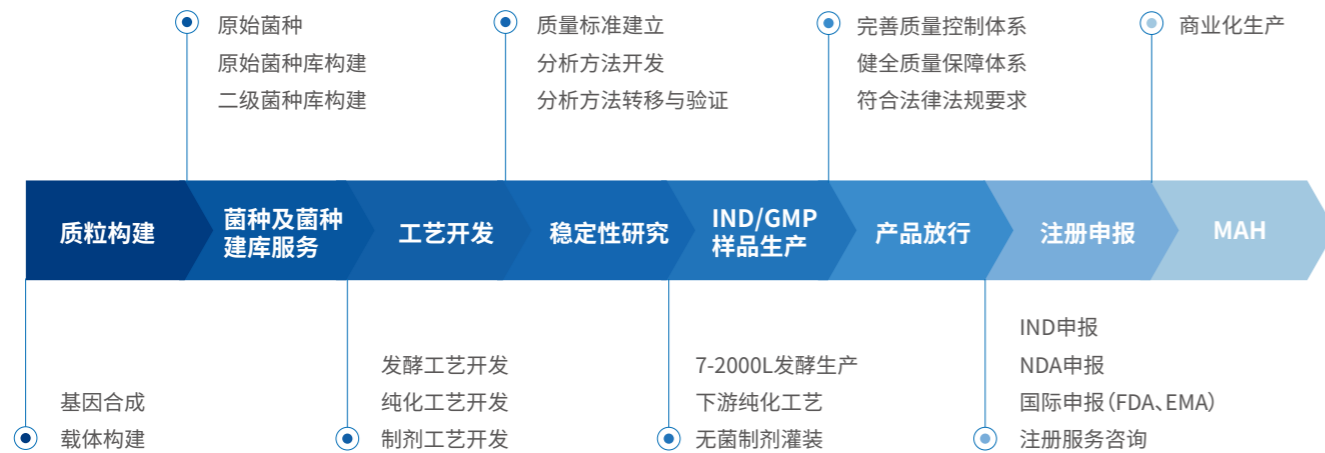 原始菌种
原始菌种库构建
二级菌种库构建
质量标准建立
分析方法开发
分析方法转移与验证
完善质量控制体系
健全质量保障体系
符合法律法规要求
商业化生产
质粒构建
菌种及菌种
建库服务
工艺开发
稳定性研究
IND/GMP
样品生产
产品放行
注册申报
MAH
基因合成
载体构建
发酵工艺开发
纯化工艺开发
制剂工艺开发
7-2000L发酵生产
下游纯化工艺
无菌制剂灌装
IND申报
NDA申报
国际申报(FDA、EMA)
注册服务咨询